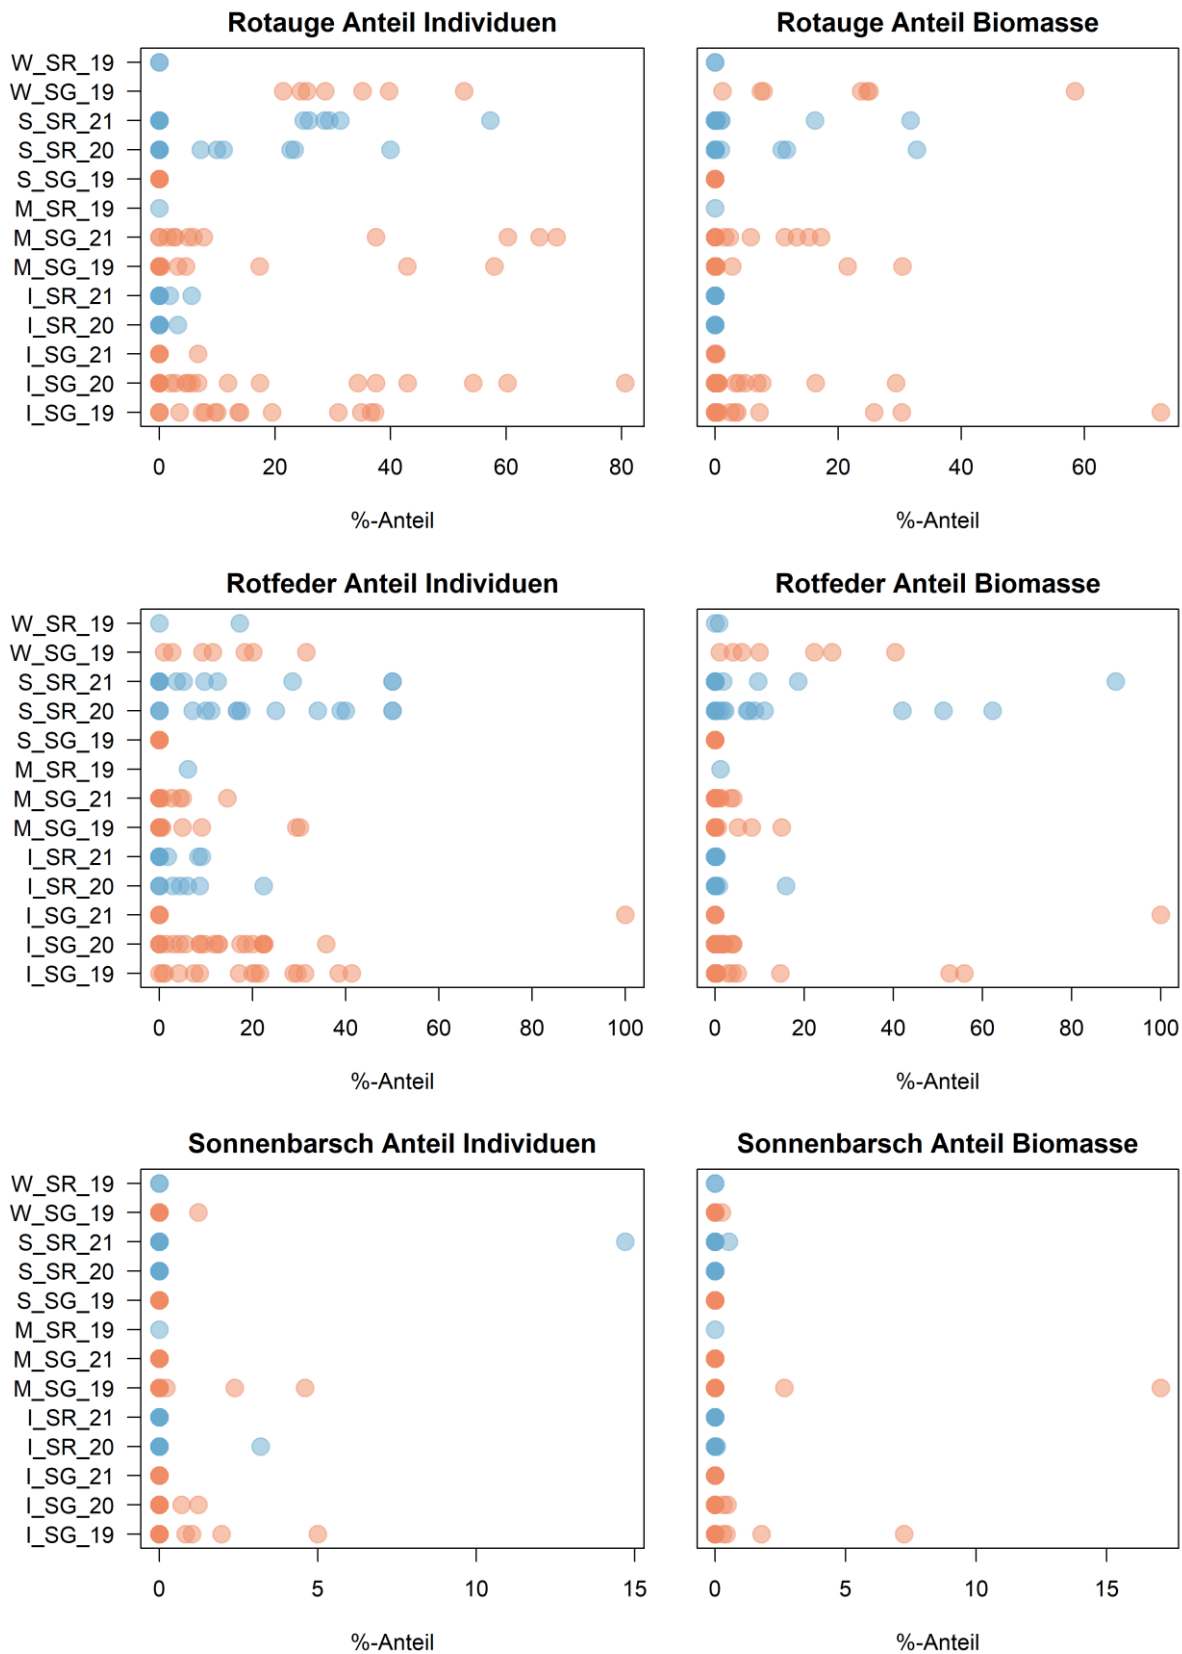 Rotauge Anteil Individuen
Rotauge Anteil Biomasse
W_SR_19
W_SG_19
S_SR_21
S_SR_20
S_SG_19
M_SR_19
M_SG_21
M_SG_19
I_SR_21
I_SR_20
I_SG_21
I_SG_20
I_SG_19
0 20 40 60 80
0 20 40 60
%-Anteil
%-Anteil
Rotfeder Anteil Individuen
Rotfeder Anteil Biomasse
W_SR_19
W_SG_19
S_SR_21
S_SR_20
S_SG_19
M_SR_19
M_SG_21
M_SG_19
I_SR_21
I_SR_20
I_SG_21
I_SG_20
I_SG_19
0 20 40 60 80 100
0 20 40 60 80 100
%-Anteil
%-Anteil
Sonnenbarsch Anteil Individuen
Sonnenbarsch Anteil Biomasse
W_SR_19
W_SG_19
S_SR_21
S_SR_20
S_SG_19
M_SR_19
M_SG_21
M_SG_19
I_SR_21
I_SR_20
I_SG_21
I_SG_20
I_SG_19
0 5 10 15
0 5 10 15
%-Anteil
%-Anteil